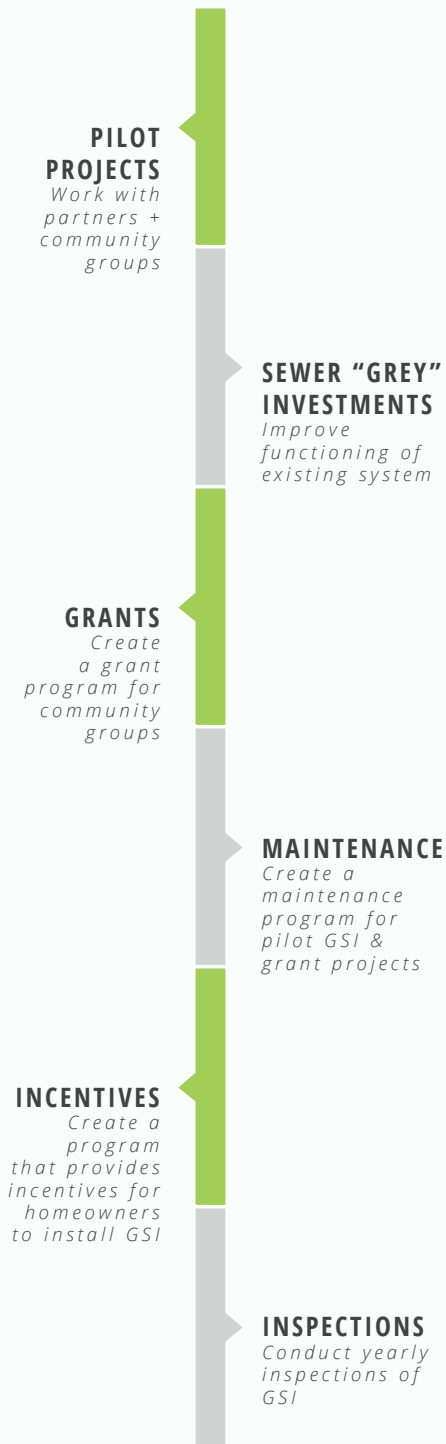 PILOT
PROJECTS
Work with
partners +
community
groups
SEWER “GREY”
INVESTMENTS
Improve
functioning of
existing system
GRANTS
Create
a grant
program for
community
groups
MAINTENANCE
Create a
maintenance
program for
pilot GSI &
grant projects
INCENTIVES
Create a
program
that provides
incentives for
homeowners
to install GSI
INSPECTIONS
Conduct yearly
inspections of
GSI